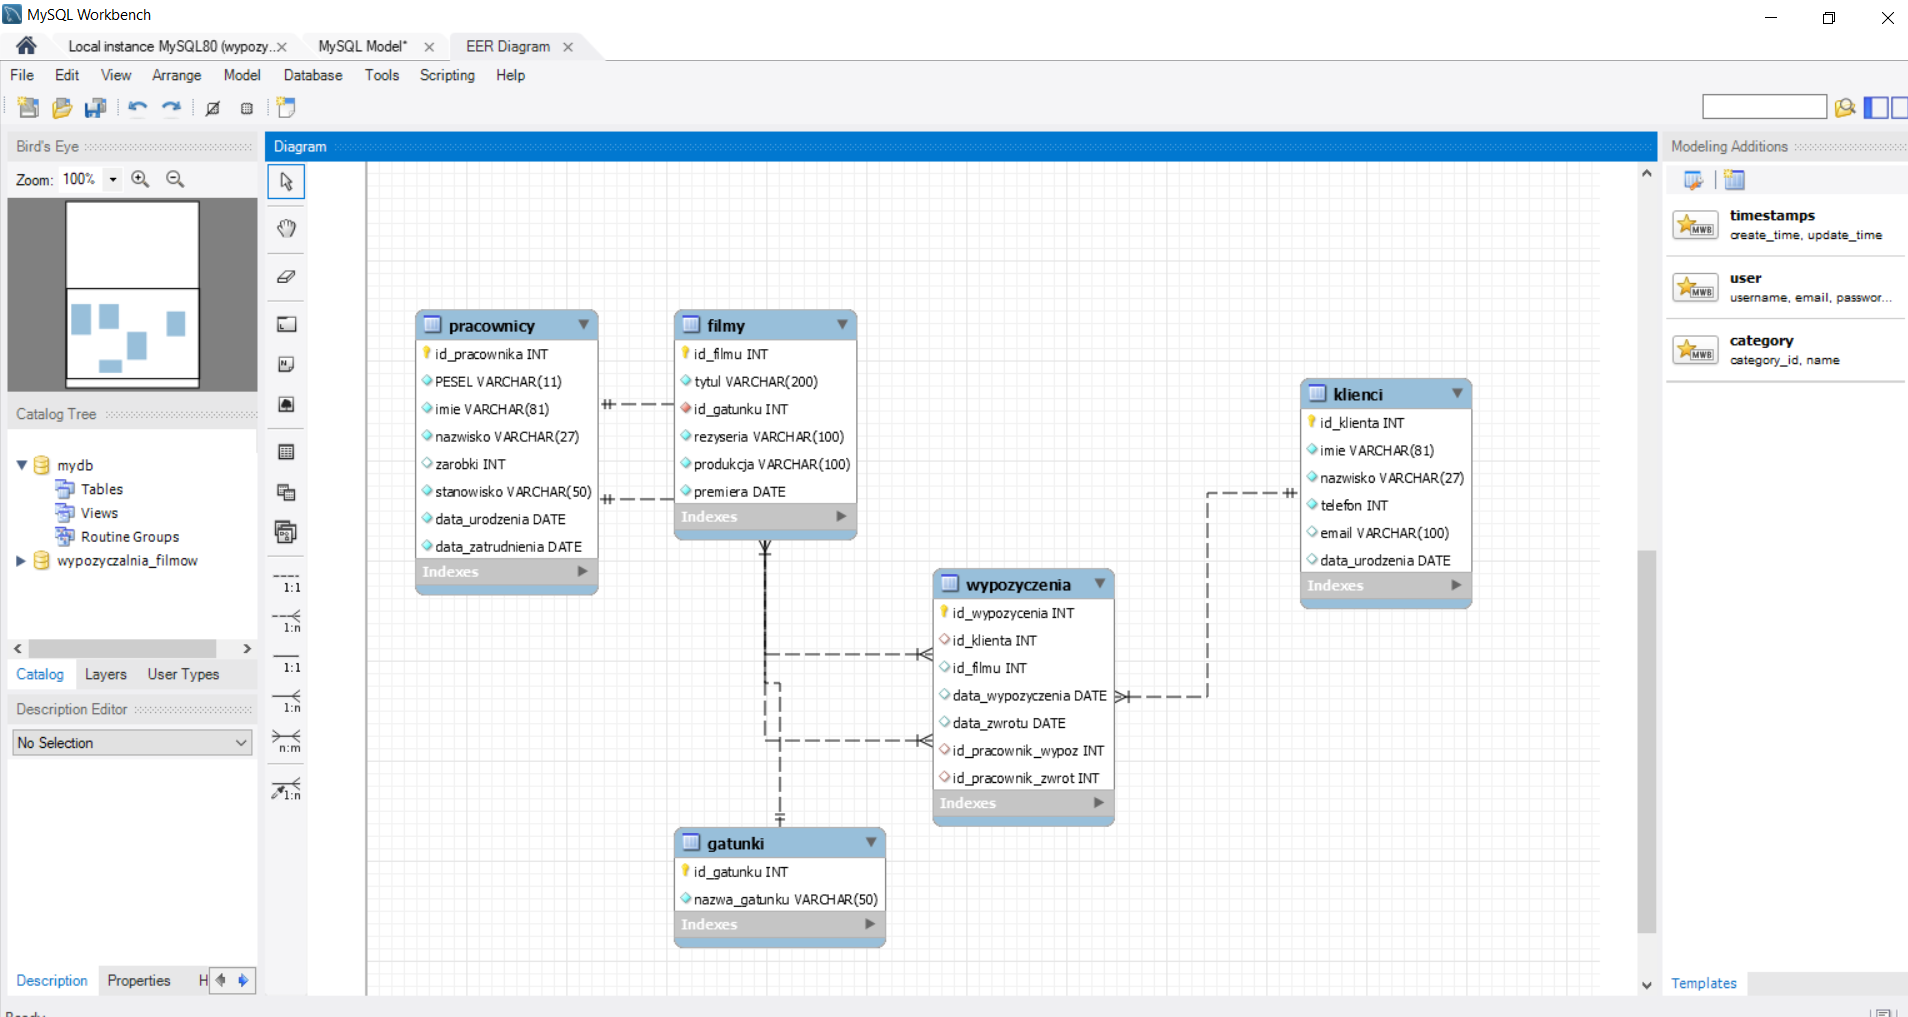 MySQL Workbench
Local instance MySQL80 (wypozy..
MySQL Model*
EER Diagram
File Edit View Arrange Model Database Tools Scripting Help
Bird's Eye
Zoom: 100%
Catalog Tree
mydb
Tables
Views
Routine Groups
wypozyczalnia_filmow
Catalog Layers User Types
Description Editor
No Selection
Description Properties H
Diagram
1:1
1:n
1:1
1:n
n:m
1:n
pracownicy
id_pracownika INT
PESEL VARCHAR(11)
imie VARCHAR(81)
nazwisko VARCHAR(27)
zarobki INT
stanowisko VARCHAR(50)
data_urodzenia DATE
data_zatrudnienia DATE
Indexes
filmy
id_filmu INT
tytul VARCHAR(200)
id_gatunku INT
rezyseria VARCHAR(100)
produkcja VARCHAR(100)
premiera DATE
Indexes
wypozyczenia
id_wypozycenia INT
id_klienta INT
id_filmu INT
data_wypozyczenia DATE
data_zwrotu DATE
id_pracownik_wypoz INT
id_pracownik_zwrot INT
Indexes
gatunki
id_gatunku INT
nazwa_gatunku VARCHAR(50)
Indexes
klienci
id_klienta INT
imie VARCHAR(81)
nazwisko VARCHAR(27)
telefon INT
email VARCHAR(100)
data_urodzenia DATE
Indexes
Modeling Additions
MWB
timestamps
create_time, update_time
MWB
user
username, email, passwor...
MWB
category
category_id, name
Templates